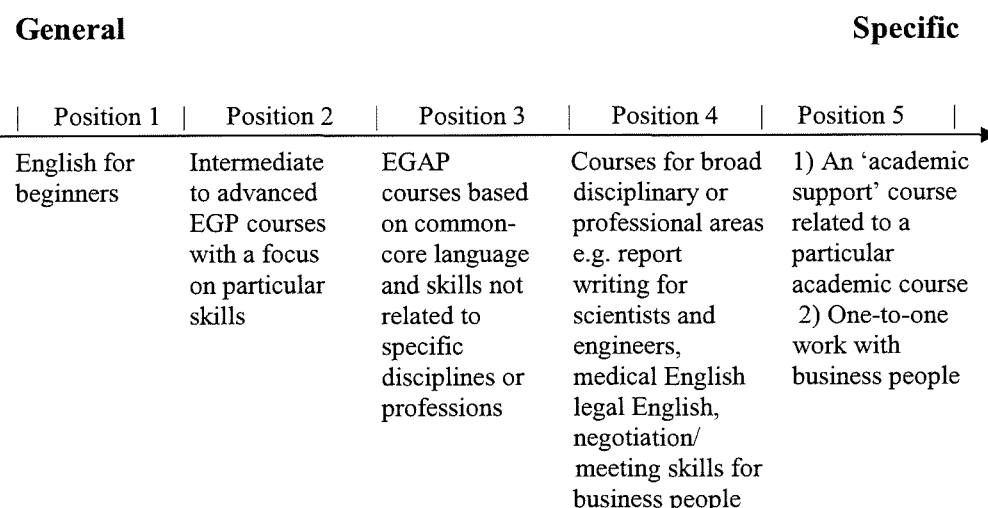 General Specific
Position 1 Position 2 Position 3 Position 4 Position 5
English for
beginners
Intermediate
to advanced
EGP courses
with a focus
on particular
skills
EGAP
courses based
on common-
core language
and skills not
related to
specific
disciplines or
professions
Courses for broad
disciplinary or
professional areas
e.g. report
writing for
scientists and
engineers,
medical English
legal English,
negotiation/
meeting skills for
business people
1) An ‘academic
support’ course
related to a
particular
academic course
2) One-to-one
work with
business people